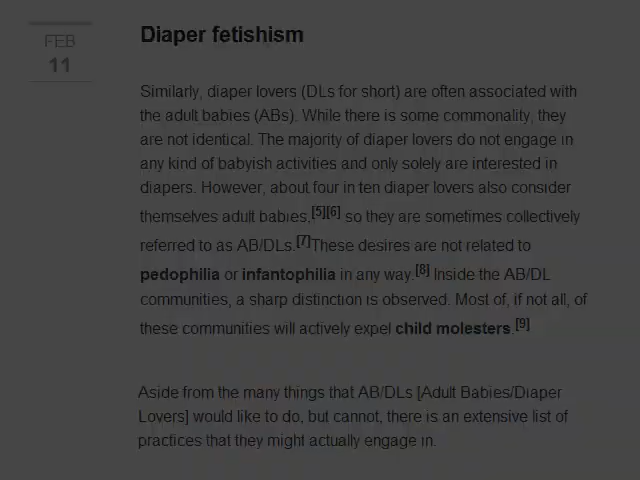 FEB
11
Diaper fetishism
Similarly, diaper lovers (DLs for short) are often associated with
the adult babies (ABs). While there is some commonality, they
are not identical. The majority of diaper lovers do not engage in
any kind of babyish activities and only solely are interested in
diapers. However, about four in ten diaper lovers also consider
themselves adult babies,[5][6] so they are sometimes collectively
referred to as AB/DLs.[7]These desires are not related to
pedophilia or infantophilia in any way.[8] Inside the AB/DL
communities, a sharp distinction is observed. Most of, if not all, of
these communities will actively expel child molesters.[9]
Aside from the many things that AB/DLs [Adult Babies/Diaper
Lovers] would like to do, but cannot, there is an extensive list of
practices that they might actually engage in.